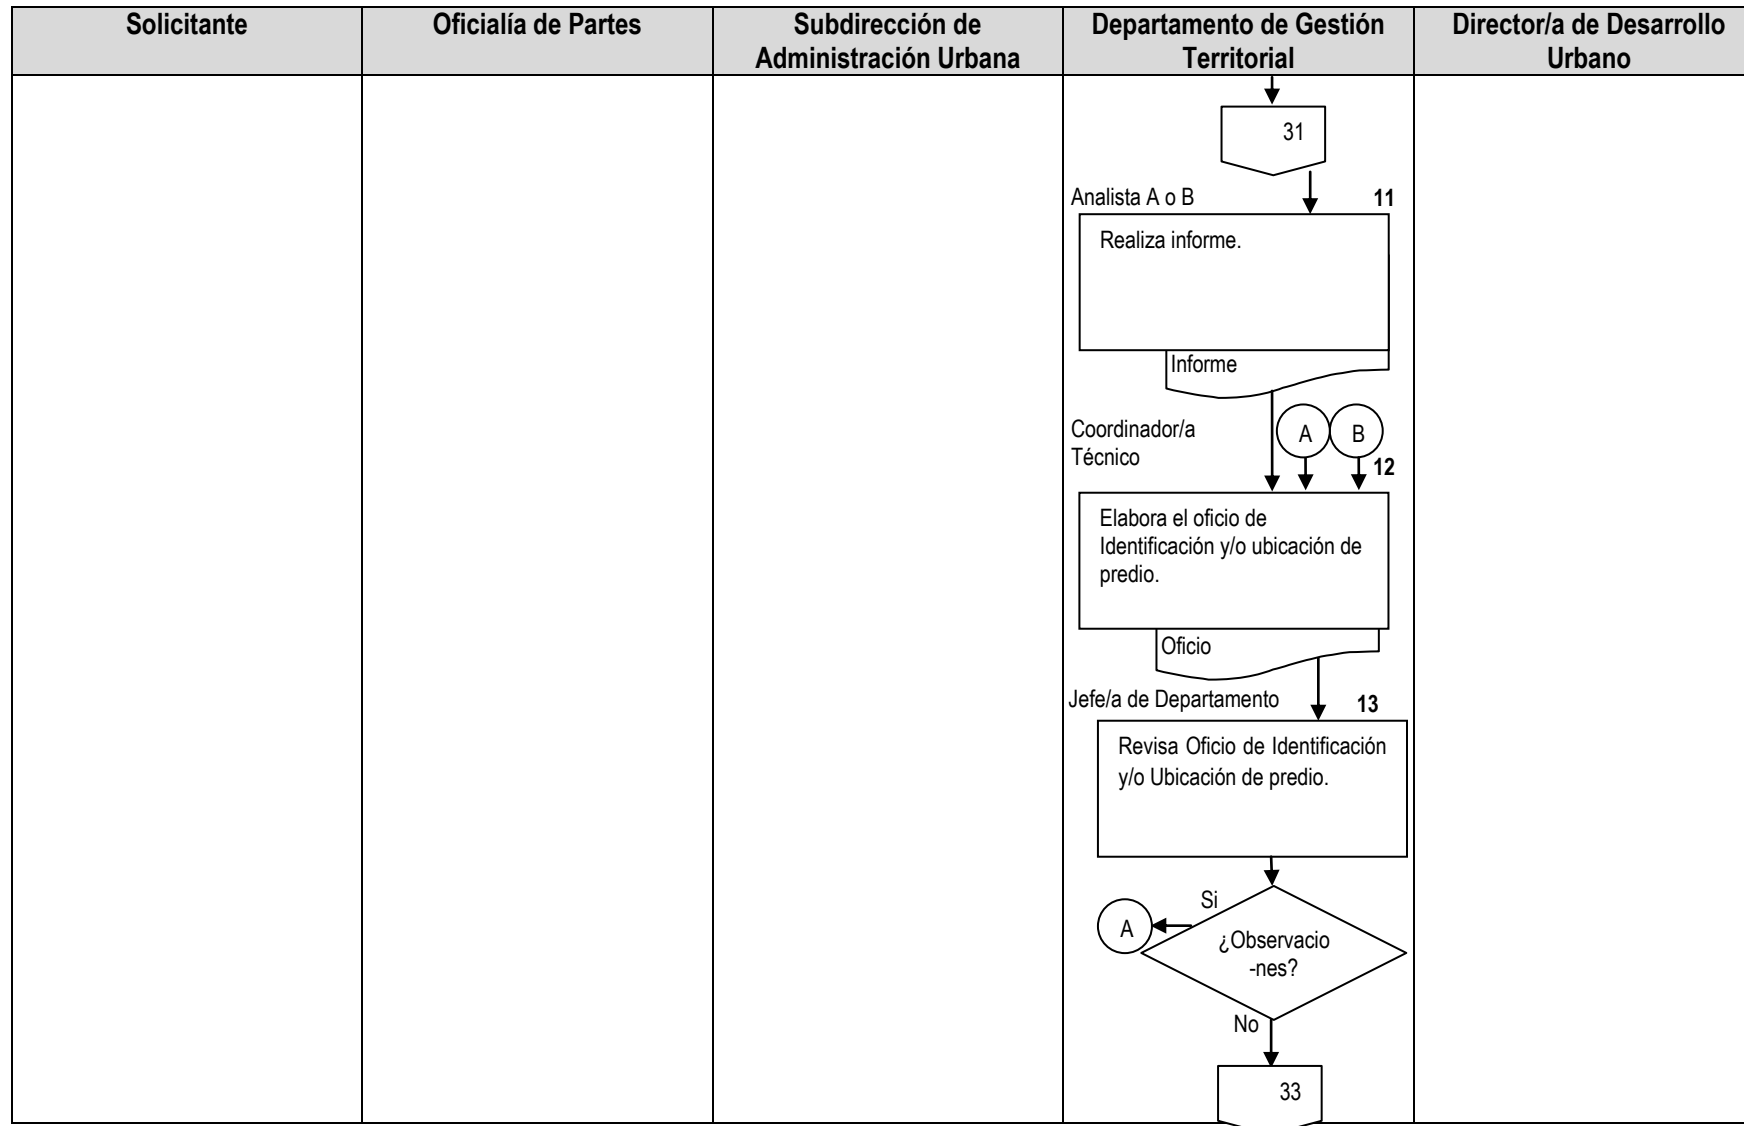 Solicitante
Oficialía de Partes
Subdirección de
Administración Urbana
Departamento de Gestión
Territorial
Director/a de Desarrollo
Urbano
31
Analista A o B
11
Realiza informe.
Informe
Coordinador/a
Técnico
A
B
12
Elabora el oficio de
Identificación y/o ubicación de
predio.
Oficio
Jefe/a de Departamento
13
Revisa Oficio de Identificación
y/o Ubicación de predio.
Si
A
¿Observacio
-nes?
No
33